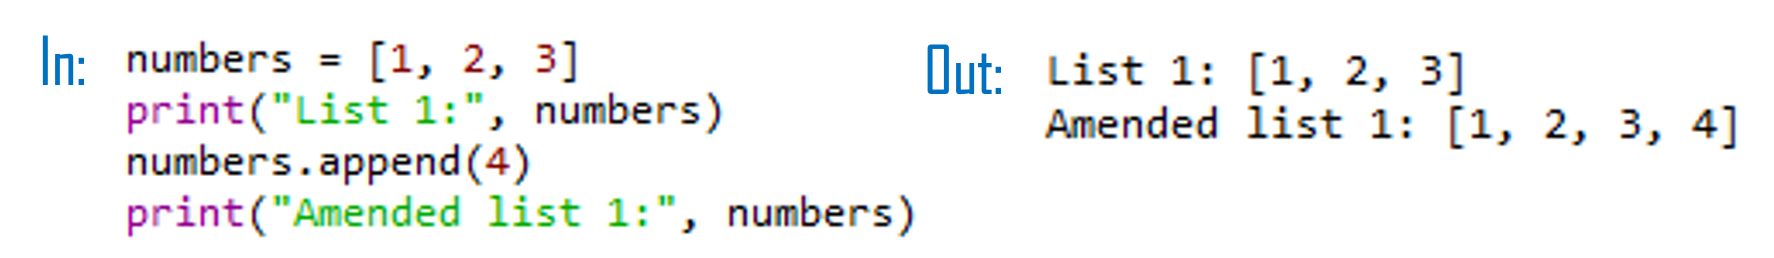 In:
numbers = [1, 2, 3]
print("List 1:", numbers)
numbers.append(4)
print("Amended list 1:", numbers)
Out:
List 1: [1, 2, 3]
Amended list 1: [1, 2, 3, 4]